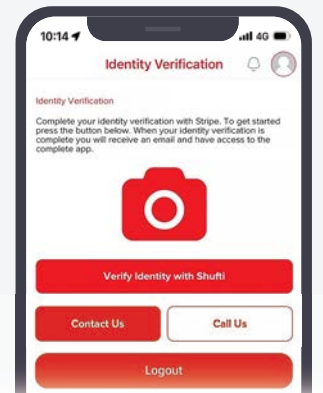 10:14
4G
Identity Verification
Identity Verification
Complete your identity verification with Stripe. To get started
press the button below. When your identity verification is
complete you will receive an email and have access to the
complete app.
Verify Identity with Shufti
Contact Us
Call Us
Logout